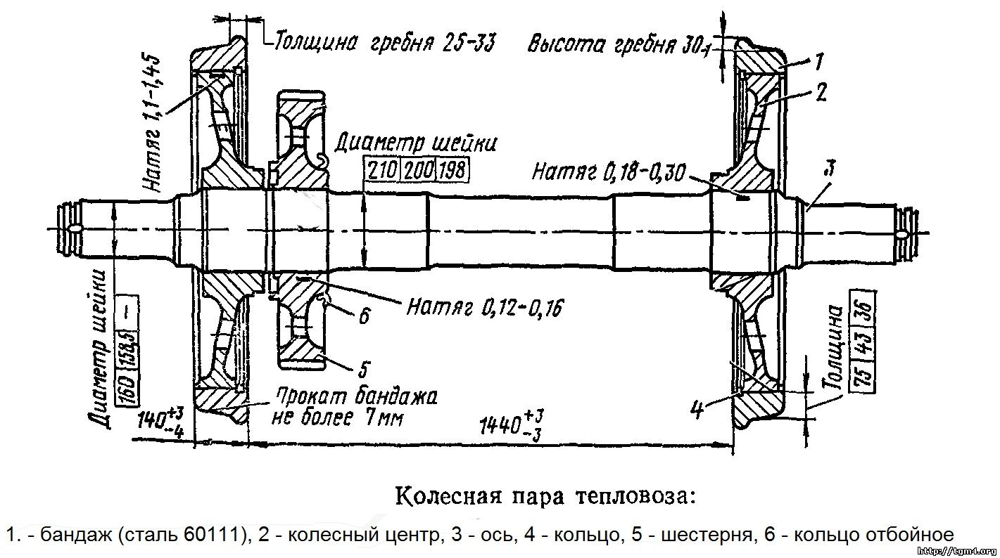 Толщина гребня 25-33
Высота гребня 30-1
1
2
Натяг 1,1-1,45
Диаметр шейки
210 200 198
Натяг 0,18-0,30
3
Диаметр шейки
160 158,5 -
6
Натяг 0,12-0,16
5
Толщина
75 43 36
4
Прокат бандажа
не более 7мм
140 +3 -4
1440 +3 -3
Колесная пара тепловоза:
1. - бандаж (сталь 60111), 2 - колесный центр, 3 - ось, 4 - кольцо, 5 - шестерня, 6 - кольцо отбойное
http://tgm4.org